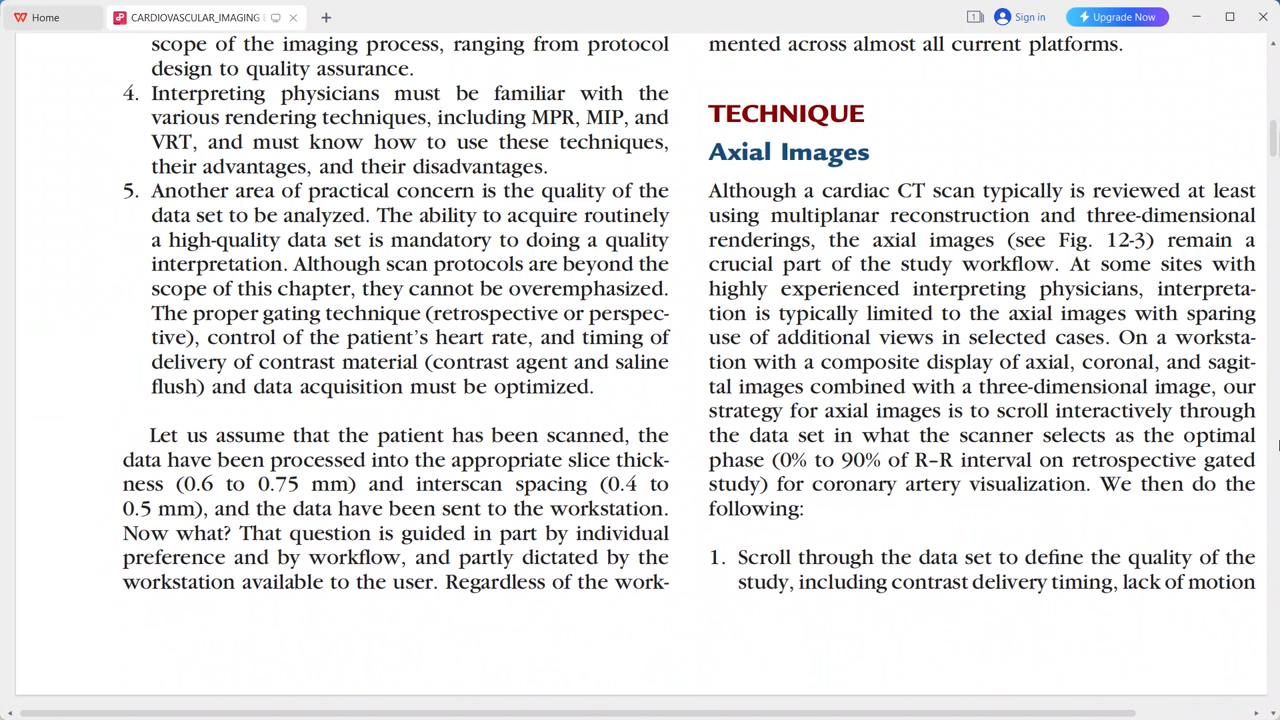 Home
CARDIOVASCULAR_IMAGING
1
Sign in
Upgrade Now
scope of the imaging process, ranging from protocol
design to quality assurance.
4. Interpreting physicians must be familiar with the
various rendering techniques, including MPR, MIP, and
VRT, and must know how to use these techniques,
their advantages, and their disadvantages.
5. Another area of practical concern is the quality of the
data set to be analyzed. The ability to acquire routinely
a high-quality data set is mandatory to doing a quality
interpretation. Although scan protocols are beyond the
scope of this chapter, they cannot be overemphasized.
The proper gating technique (retrospective or perspec-
tive), control of the patient's heart rate, and timing of
delivery of contrast material (contrast agent and saline
flush) and data acquisition must be optimized.
Let us assume that the patient has been scanned, the
data have been processed into the appropriate slice thick-
ness (0.6 to 0.75 mm) and interscan spacing (0.4 to
0.5 mm), and the data have been sent to the workstation.
Now what? That question is guided in part by individual
preference and by workflow, and partly dictated by the
workstation available to the user. Regardless of the work-
mented across almost all current platforms.
TECHNIQUE
Axial Images
Although a cardiac CT scan typically is reviewed at least
using multiplanar reconstruction and three-dimensional
renderings, the axial images (see Fig. 12-3) remain a
crucial part of the study workflow. At some sites with
highly experienced interpreting physicians, interpreta-
tion is typically limited to the axial images with sparing
use of additional views in selected cases. On a worksta-
tion with a composite display of axial, coronal, and sagit-
tal images combined with a three-dimensional image, our
strategy for axial images is to scroll interactively through
the data set in what the scanner selects as the optimal
phase (0% to 90% of R–R interval on retrospective gated
study) for coronary artery visualization. We then do the
following:
1. Scroll through the data set to define the quality of the
study, including contrast delivery timing, lack of motion